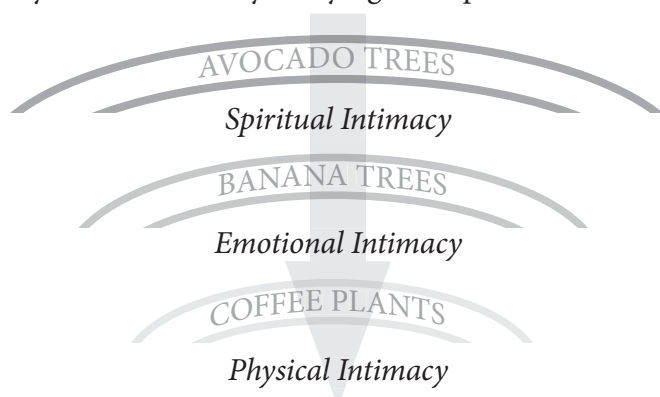 AVOCADO TREES
Spiritual Intimacy
BANANA TREES
Emotional Intimacy
COFFEE PLANTS
Physical Intimacy